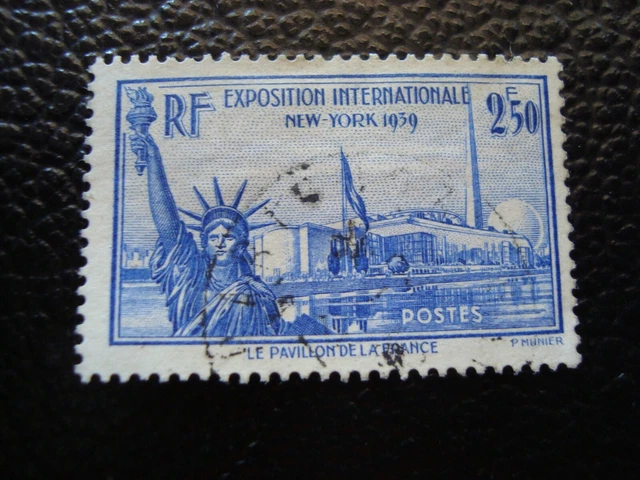 RF EXPOSITION INTERNATIONALE 2F50
NEW-YORK 1939
POSTES
LE PAVILLON DE LA FRANCE
P. MUNIER